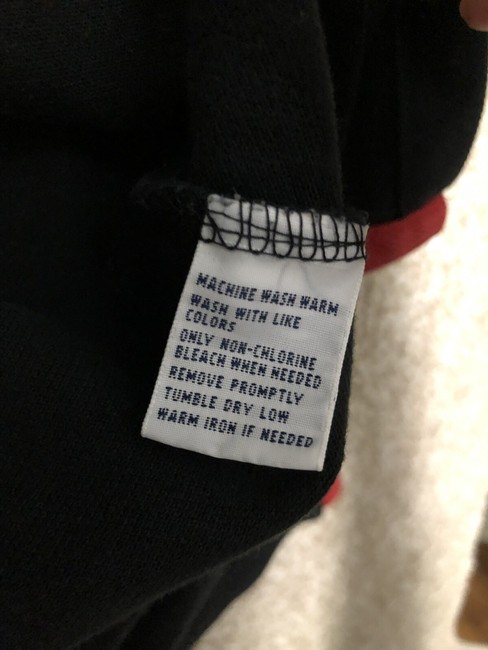 MACHINE WASH WARM
WASH WITH LIKE
COLORS
ONLY NON-CHLORINE
BLEACH WHEN NEEDED
REMOVE PROMPTLY
TUMBLE DRY LOW
WARM IRON IF NEEDED